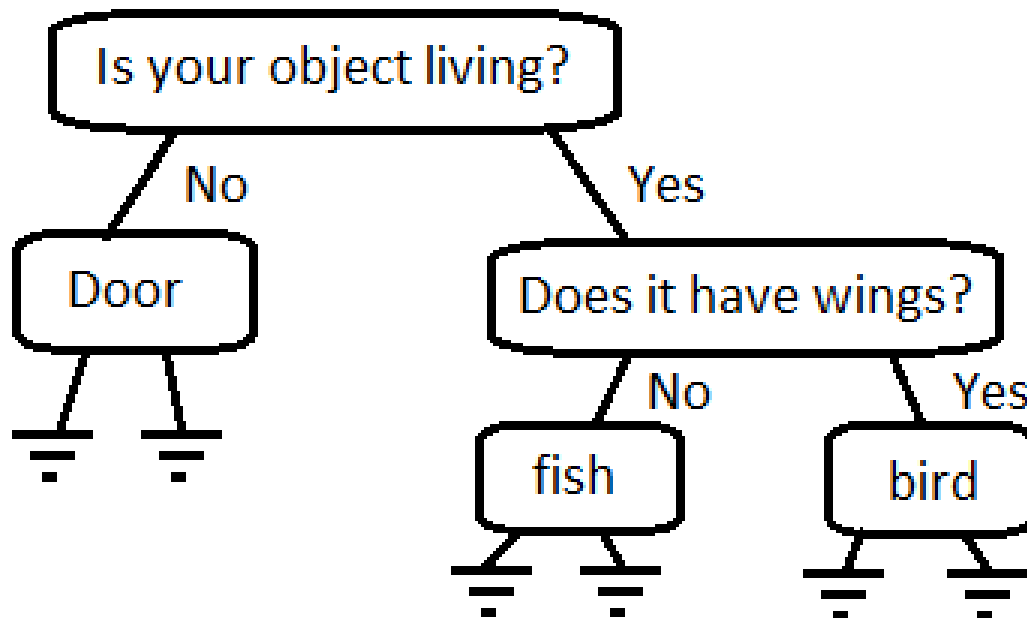 Is your object living?
No
Yes
Door
Does it have wings?
No
Yes
fish
bird